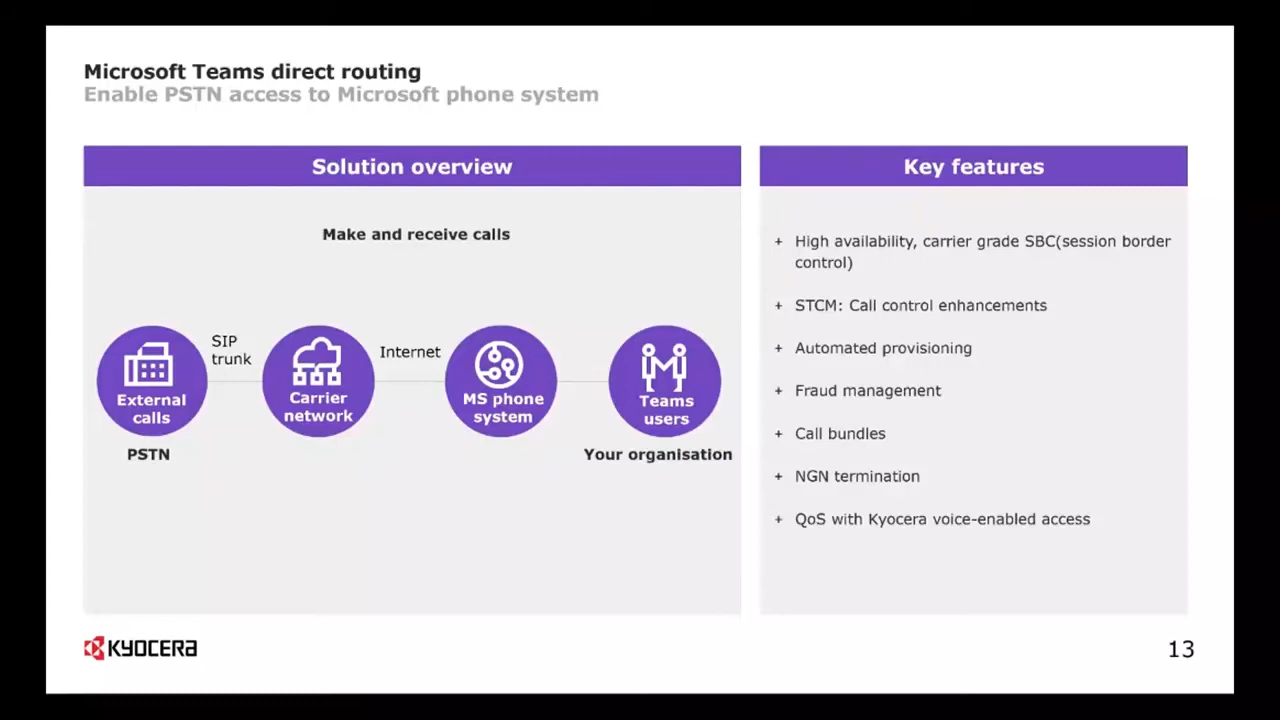 Microsoft Teams direct routing
Enable PSTN access to Microsoft phone system
Solution overview
Make and receive calls
External
calls
PSTN
SIP
trunk
Carrier
network
Internet
MS phone
system
Teams
users
Your organisation
Key features
+ High availability, carrier grade SBC(session border
control)
+ STCM: Call control enhancements
+ Automated provisioning
+ Fraud management
+ Call bundles
+ NGN termination
+ QoS with Kyocera voice-enabled access
KYOCERA
13